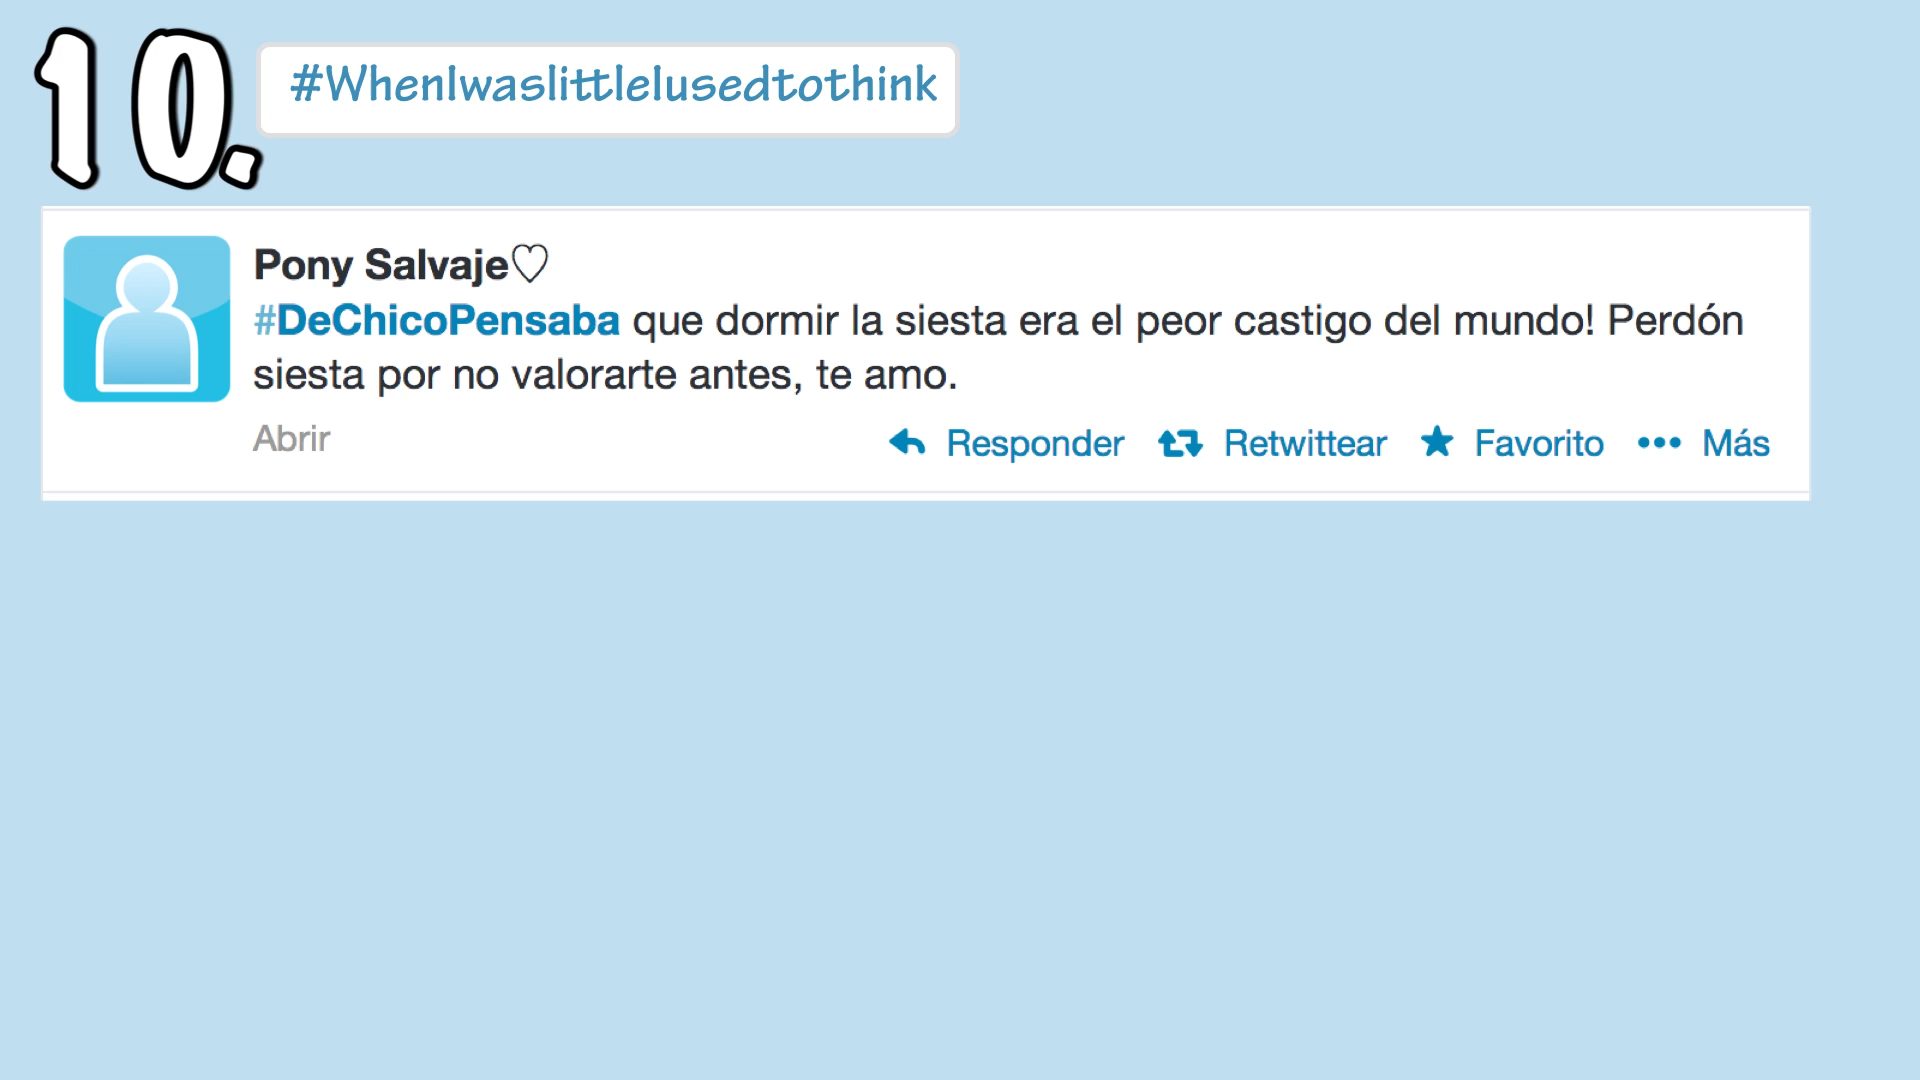 10.
#WhenIwaslittleIusedtothink
Pony Salvaje♡
#DeChicoPensaba que dormir la siesta era el peor castigo del mundo! Perdón
siesta por no valorarte antes, te amo.
Abrir Responder Retwittear Favorito Más